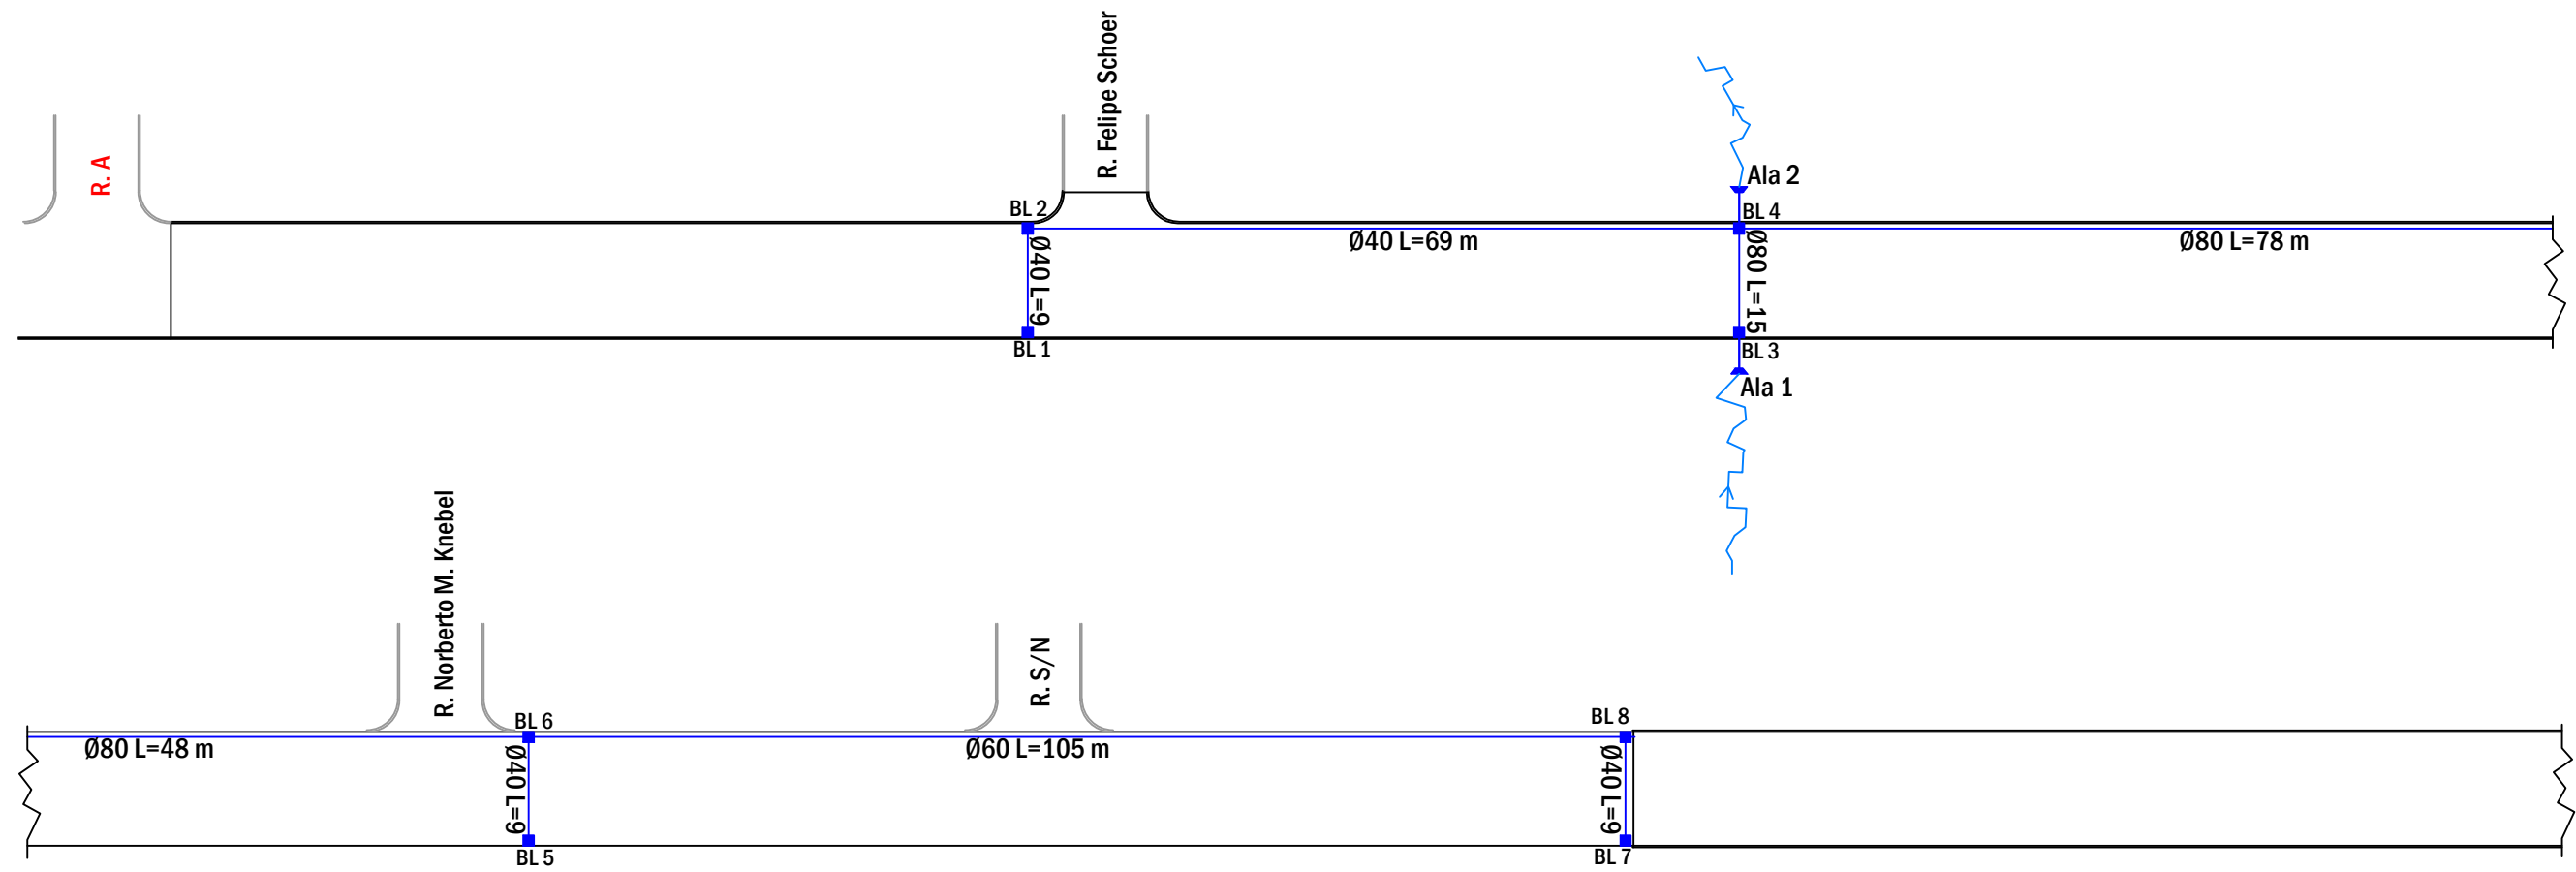 R. Felipe Schoer
R. A
Ala 2
BL 2
BL 4
Ø40 L=9
Ø40 L=69 m
Ø80 L=15
Ø80 L=78 m
BL 1
BL 3
Ala 1
R. Norberto M. Knebel
R. S/N
BL 6
BL 8
Ø80 L=48 m
Ø40 L=9
Ø60 L=105 m
Ø40 L=9
BL 5
BL 7